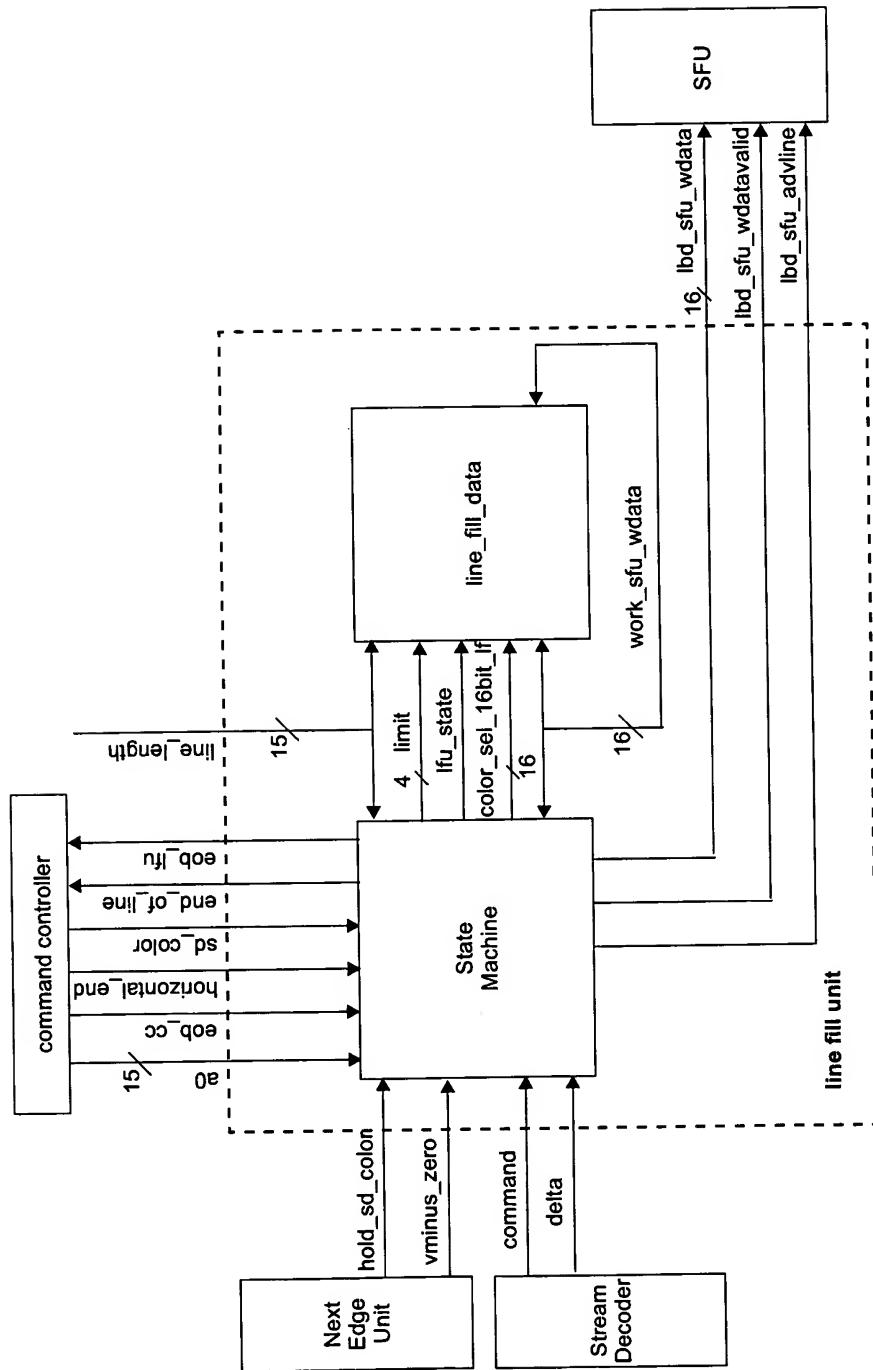 command controller
a0
15
eob_cc
horizontal_end
sd_color
end_of_line
eob_lfu
line_length
15
Next
Edge
Unit
hold_sd_colon
vminus_zero
Stream
Decoder
command
delta
State
Machine
4
limit
lfu_state
color_sel_16bit_lf
16
line_fill_data
16
work_sfu_wdata
line fill unit
16
lbd_sfu_wdata
lbd_sfu_wdatavalid
lbd_sfu_advline
SFU